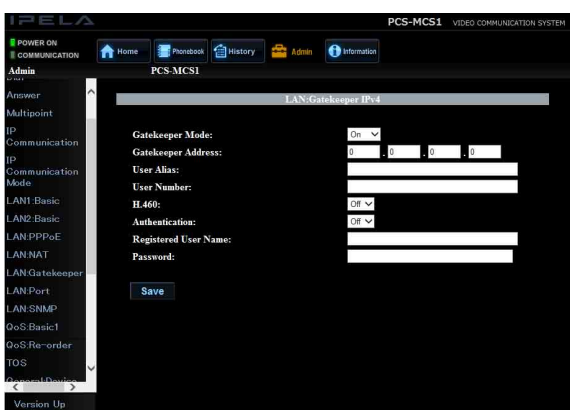 IPELA
PCS-MCS1 VIDEO COMMUNICATION SYSTEM
POWER ON
COMMUNICATION
Home
Phonebook
History
Admin
Information
Admin
PCS-MCS1
Answer
Multipoint
IP
Communication
IP
Communication
Mode
LAN1:Basic
LAN2:Basic
LAN:PPPoE
LAN:NAT
LAN:Gatekeeper
LAN:Port
LAN:SNMP
QoS:Basic1
QoS:Re-order
TOS
Version Up
LAN:Gatekeeper IPv4
Gatekeeper Mode: On
Gatekeeper Address: 0 . 0 . 0 . 0
User Alias:
User Number:
H.460: Off
Authentication: Off
Registered User Name:
Password:
Save